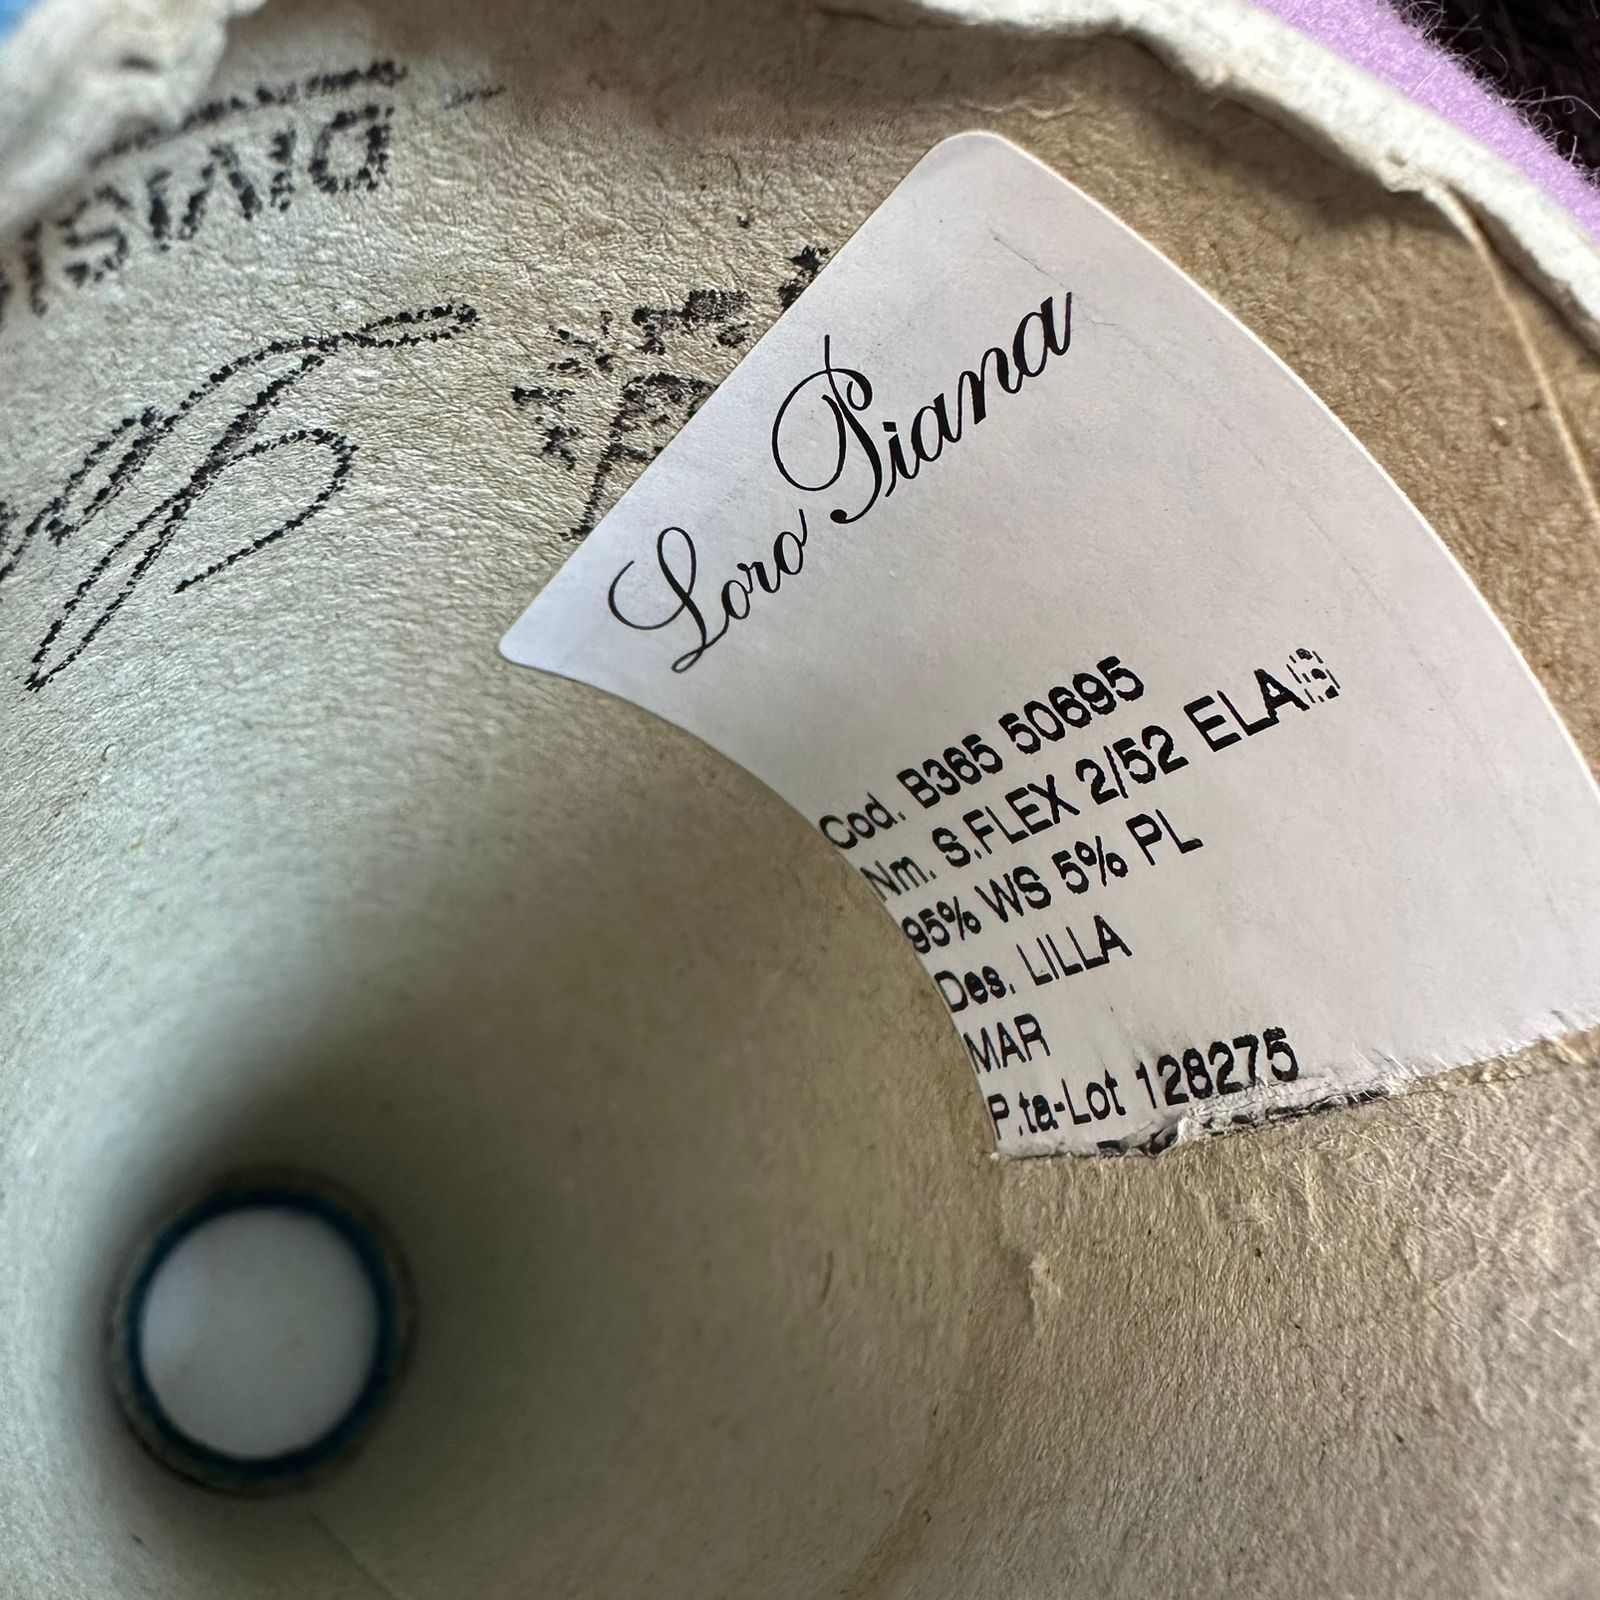 Loro Piana
Cod. B365 50695
Nm. S.FLEX 2/52 ELAS
95% WS 5% PL
Des. LILLA
MAR
P.ta-Lot 128275